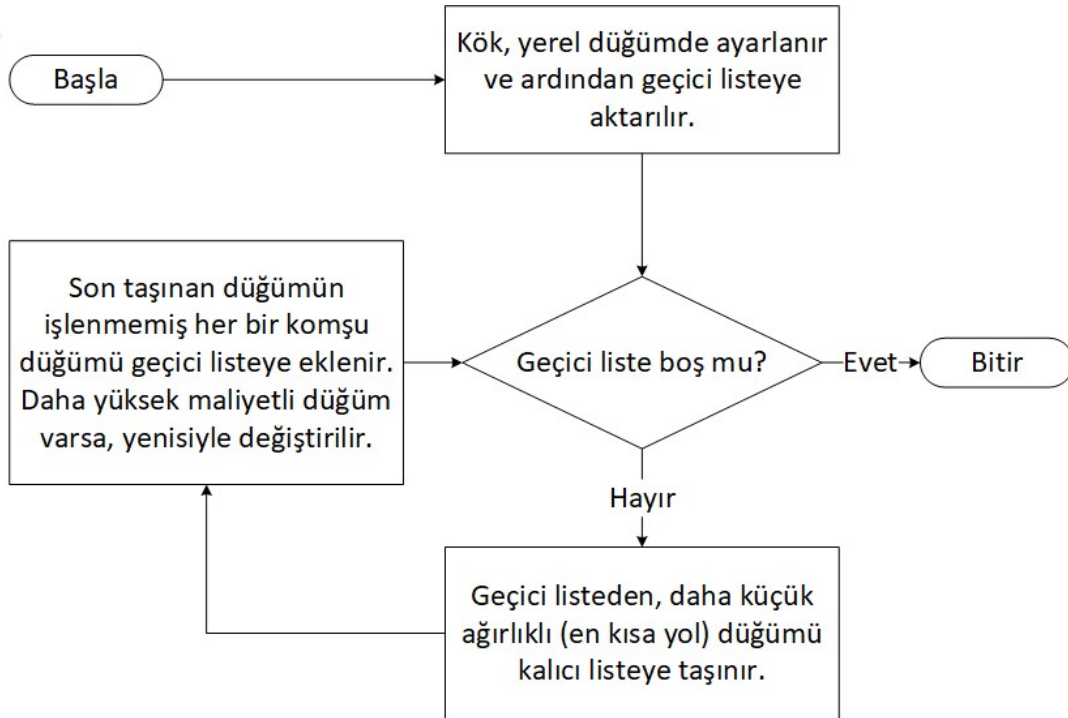 Başla
Kök, yerel düğümde ayarlanır
ve ardından geçici listeye
aktarılır.
Son taşınan düğümün
işlenmemiş her bir komşu
düğümü geçici listeye eklenir.
Daha yüksek maliyetli düğüm
varsa, yenisiyle değiştirilir.
Geçici liste boş mu?
Evet
Bitir
Hayır
Geçici listeden, daha küçük
ağırlıklı (en kısa yol) düğümü
kalıcı listeye taşınır.